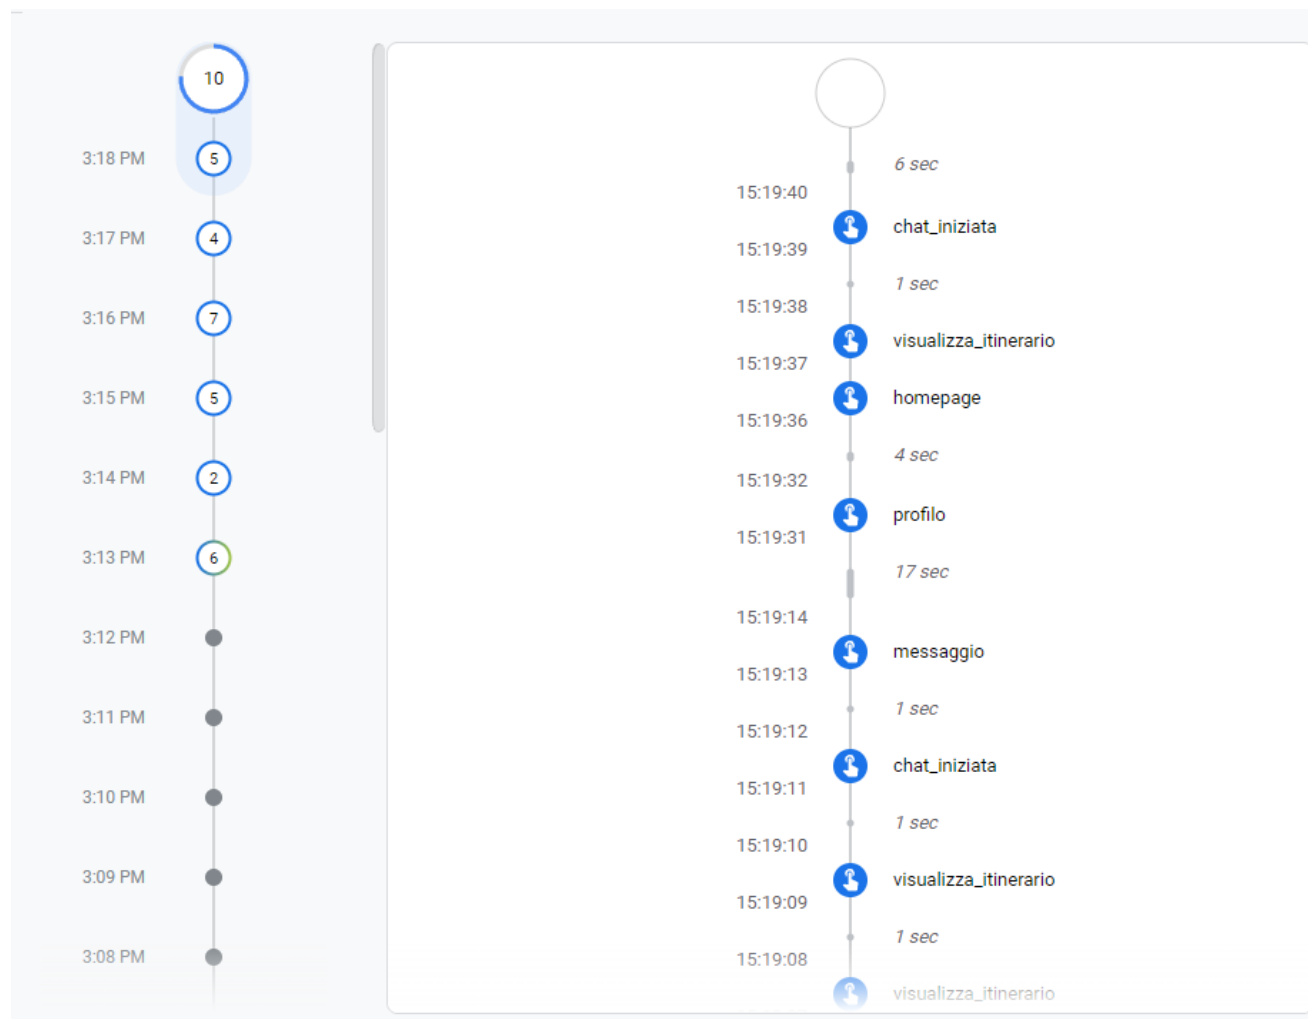 10
3:18 PM 5
3:17 PM 4
3:16 PM 7
3:15 PM 5
3:14 PM 2
3:13 PM 6
3:12 PM
3:11 PM
3:10 PM
3:09 PM
3:08 PM
6 sec
15:19:40
chat_iniziata
15:19:39
1 sec
15:19:38
visualizza_itinerario
15:19:37
homepage
15:19:36
4 sec
15:19:32
profilo
15:19:31
17 sec
15:19:14
messaggio
15:19:13
1 sec
15:19:12
chat_iniziata
15:19:11
1 sec
15:19:10
visualizza_itinerario
15:19:09
1 sec
15:19:08
visualizza_itinerario